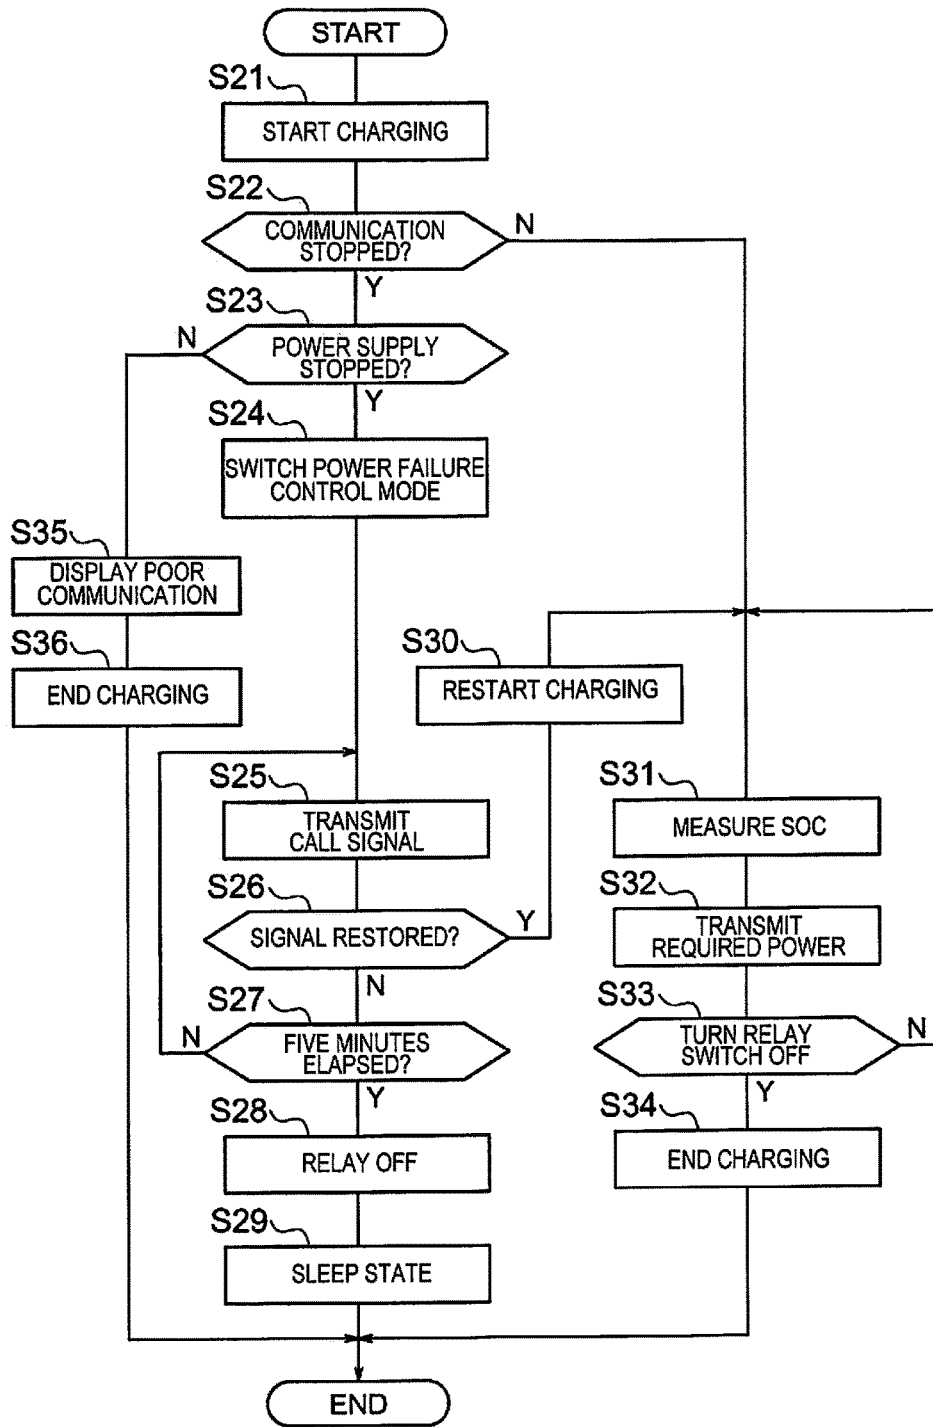 START
S21
START CHARGING
S22
COMMUNICATION
STOPPED?
N
Y
S23
N
POWER SUPPLY
STOPPED?
Y
S24
SWITCH POWER FAILURE
CONTROL MODE
S35
DISPLAY POOR
COMMUNICATION
S36
END CHARGING
S30
RESTART CHARGING
S25
TRANSMIT
CALL SIGNAL
S26
SIGNAL RESTORED?
Y
N
S27
N
FIVE MINUTES
ELAPSED?
Y
S28
RELAY OFF
S29
SLEEP STATE
S31
MEASURE SOC
S32
TRANSMIT
REQUIRED POWER
S33
TURN RELAY
SWITCH OFF
N
Y
S34
END CHARGING
END